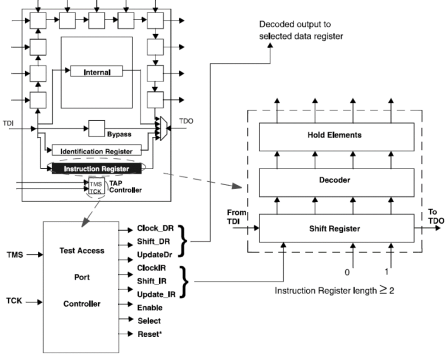 Decoded output to
selected data register
Internal
TDI
TDO
Bypass
Identification Register
Instruction Register
TMS
TCK
TAP
Controller
Hold Elements
Decoder
From
TDI
Shift Register
To
TDO
0
1
Instruction Register length ≥ 2
TMS
TCK
Test Access
Port
Controller
Clock_DR
Shift_DR
UpdateDr
ClockIR
Shift_IR
Update_IR
Enable
Select
Reset*